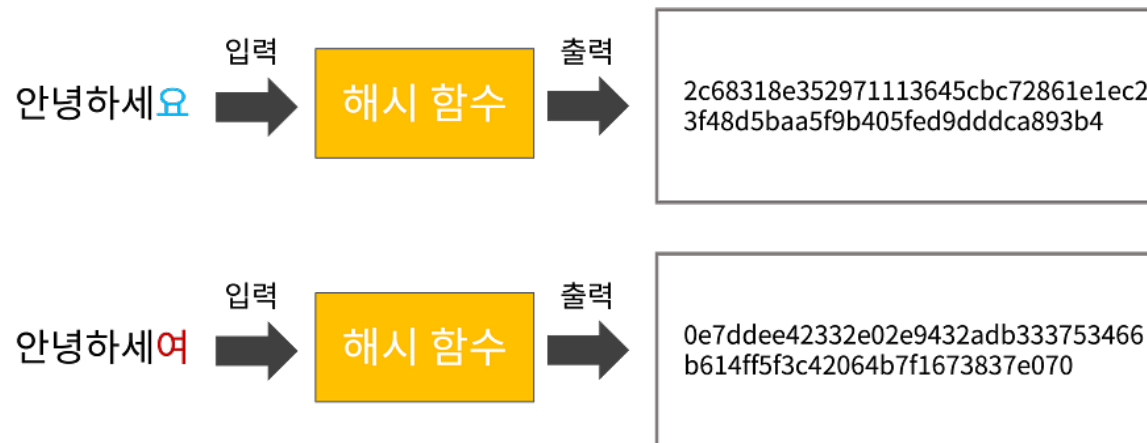 입력
출력
안녕하세요
해시 함수
2c68318e352971113645cbc72861e1ec2
3f48d5baa5f9b405fed9dddca893b4
입력
출력
안녕하세여
해시 함수
0e7ddee42332e02e9432adb333753466
b614ff5f3c42064b7f1673837e070